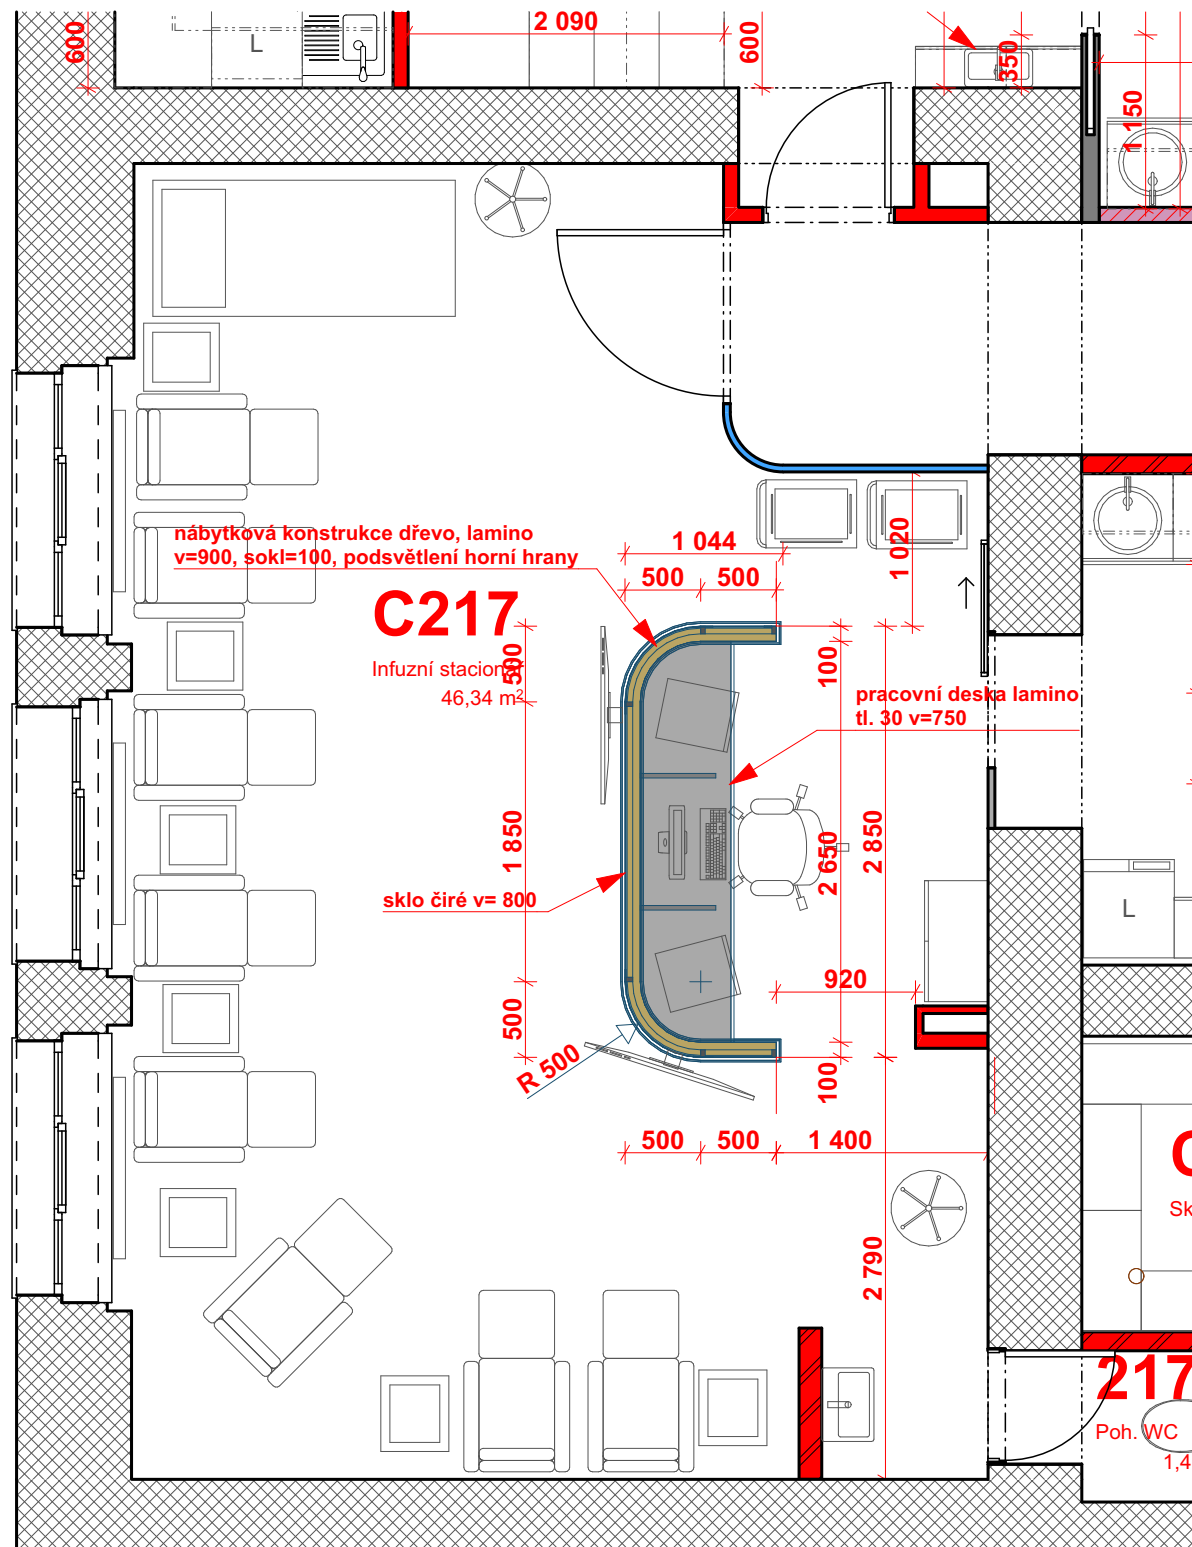 2 090
600
600
350
1 150
L
nábytková konstrukce dřevo, lamino
v=900, sokl=100, podsvětlení horní hrany
1 044
500
500
1 020
C217
Infuzní stacionář
46,34 m²
500
100
pracovní deska lamino
tl. 30 v=750
1 850
2 650
2 850
sklo čiré v= 800
L
920
500
R 500
100
500
500
1 400
C
Sk
2 790
217
Poh. WC
1,4